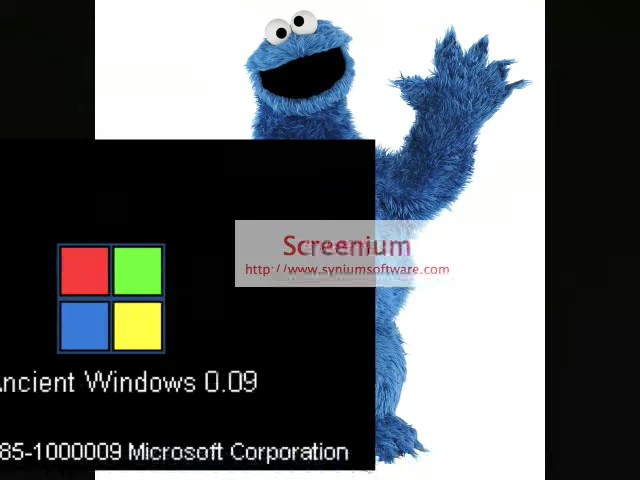 Screenium
http://www.syniumsoftware.com
ncient Windows 0.09
85-1000009 Microsoft Corporation